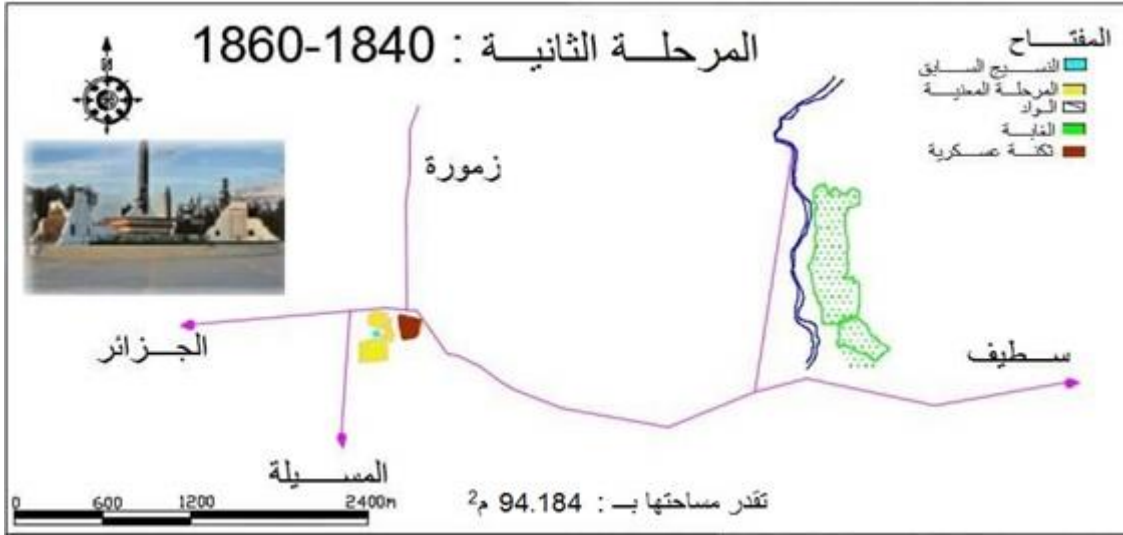 المرحلة الثانية : 1840-1860
المفتاح
النسيج السابق
المرحلة المعنية
الواد
الغابة
ثكنة عسكرية
N
زمورة
الجزائر
سطيف
المسيلة
0 600 1200 2400m
تقدر مساحتها بـ : 94.184 م2